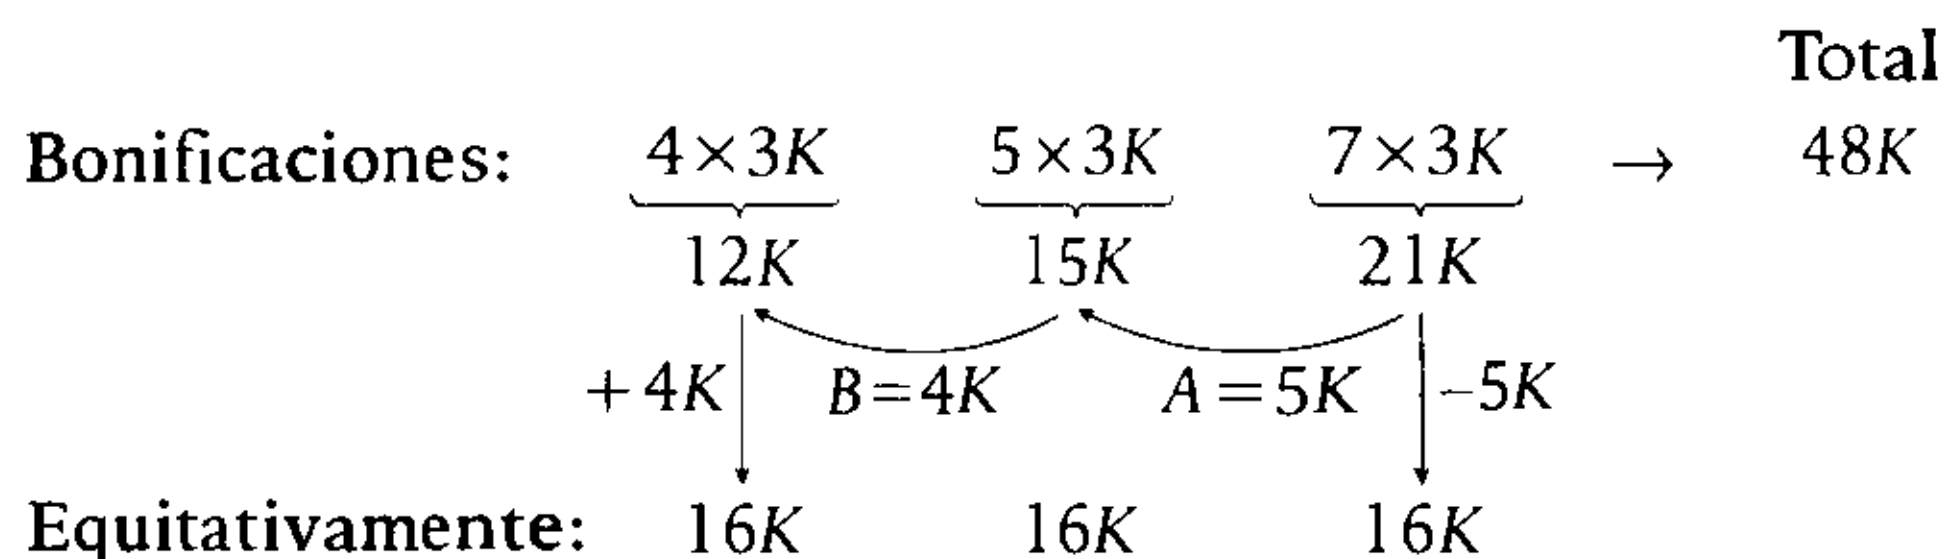 Total
Bonificaciones: 4×3K 5×3K 7×3K → 48K
12K 15K 21K
+4K B=4K A=5K −5K
Equitativamente: 16K 16K 16K